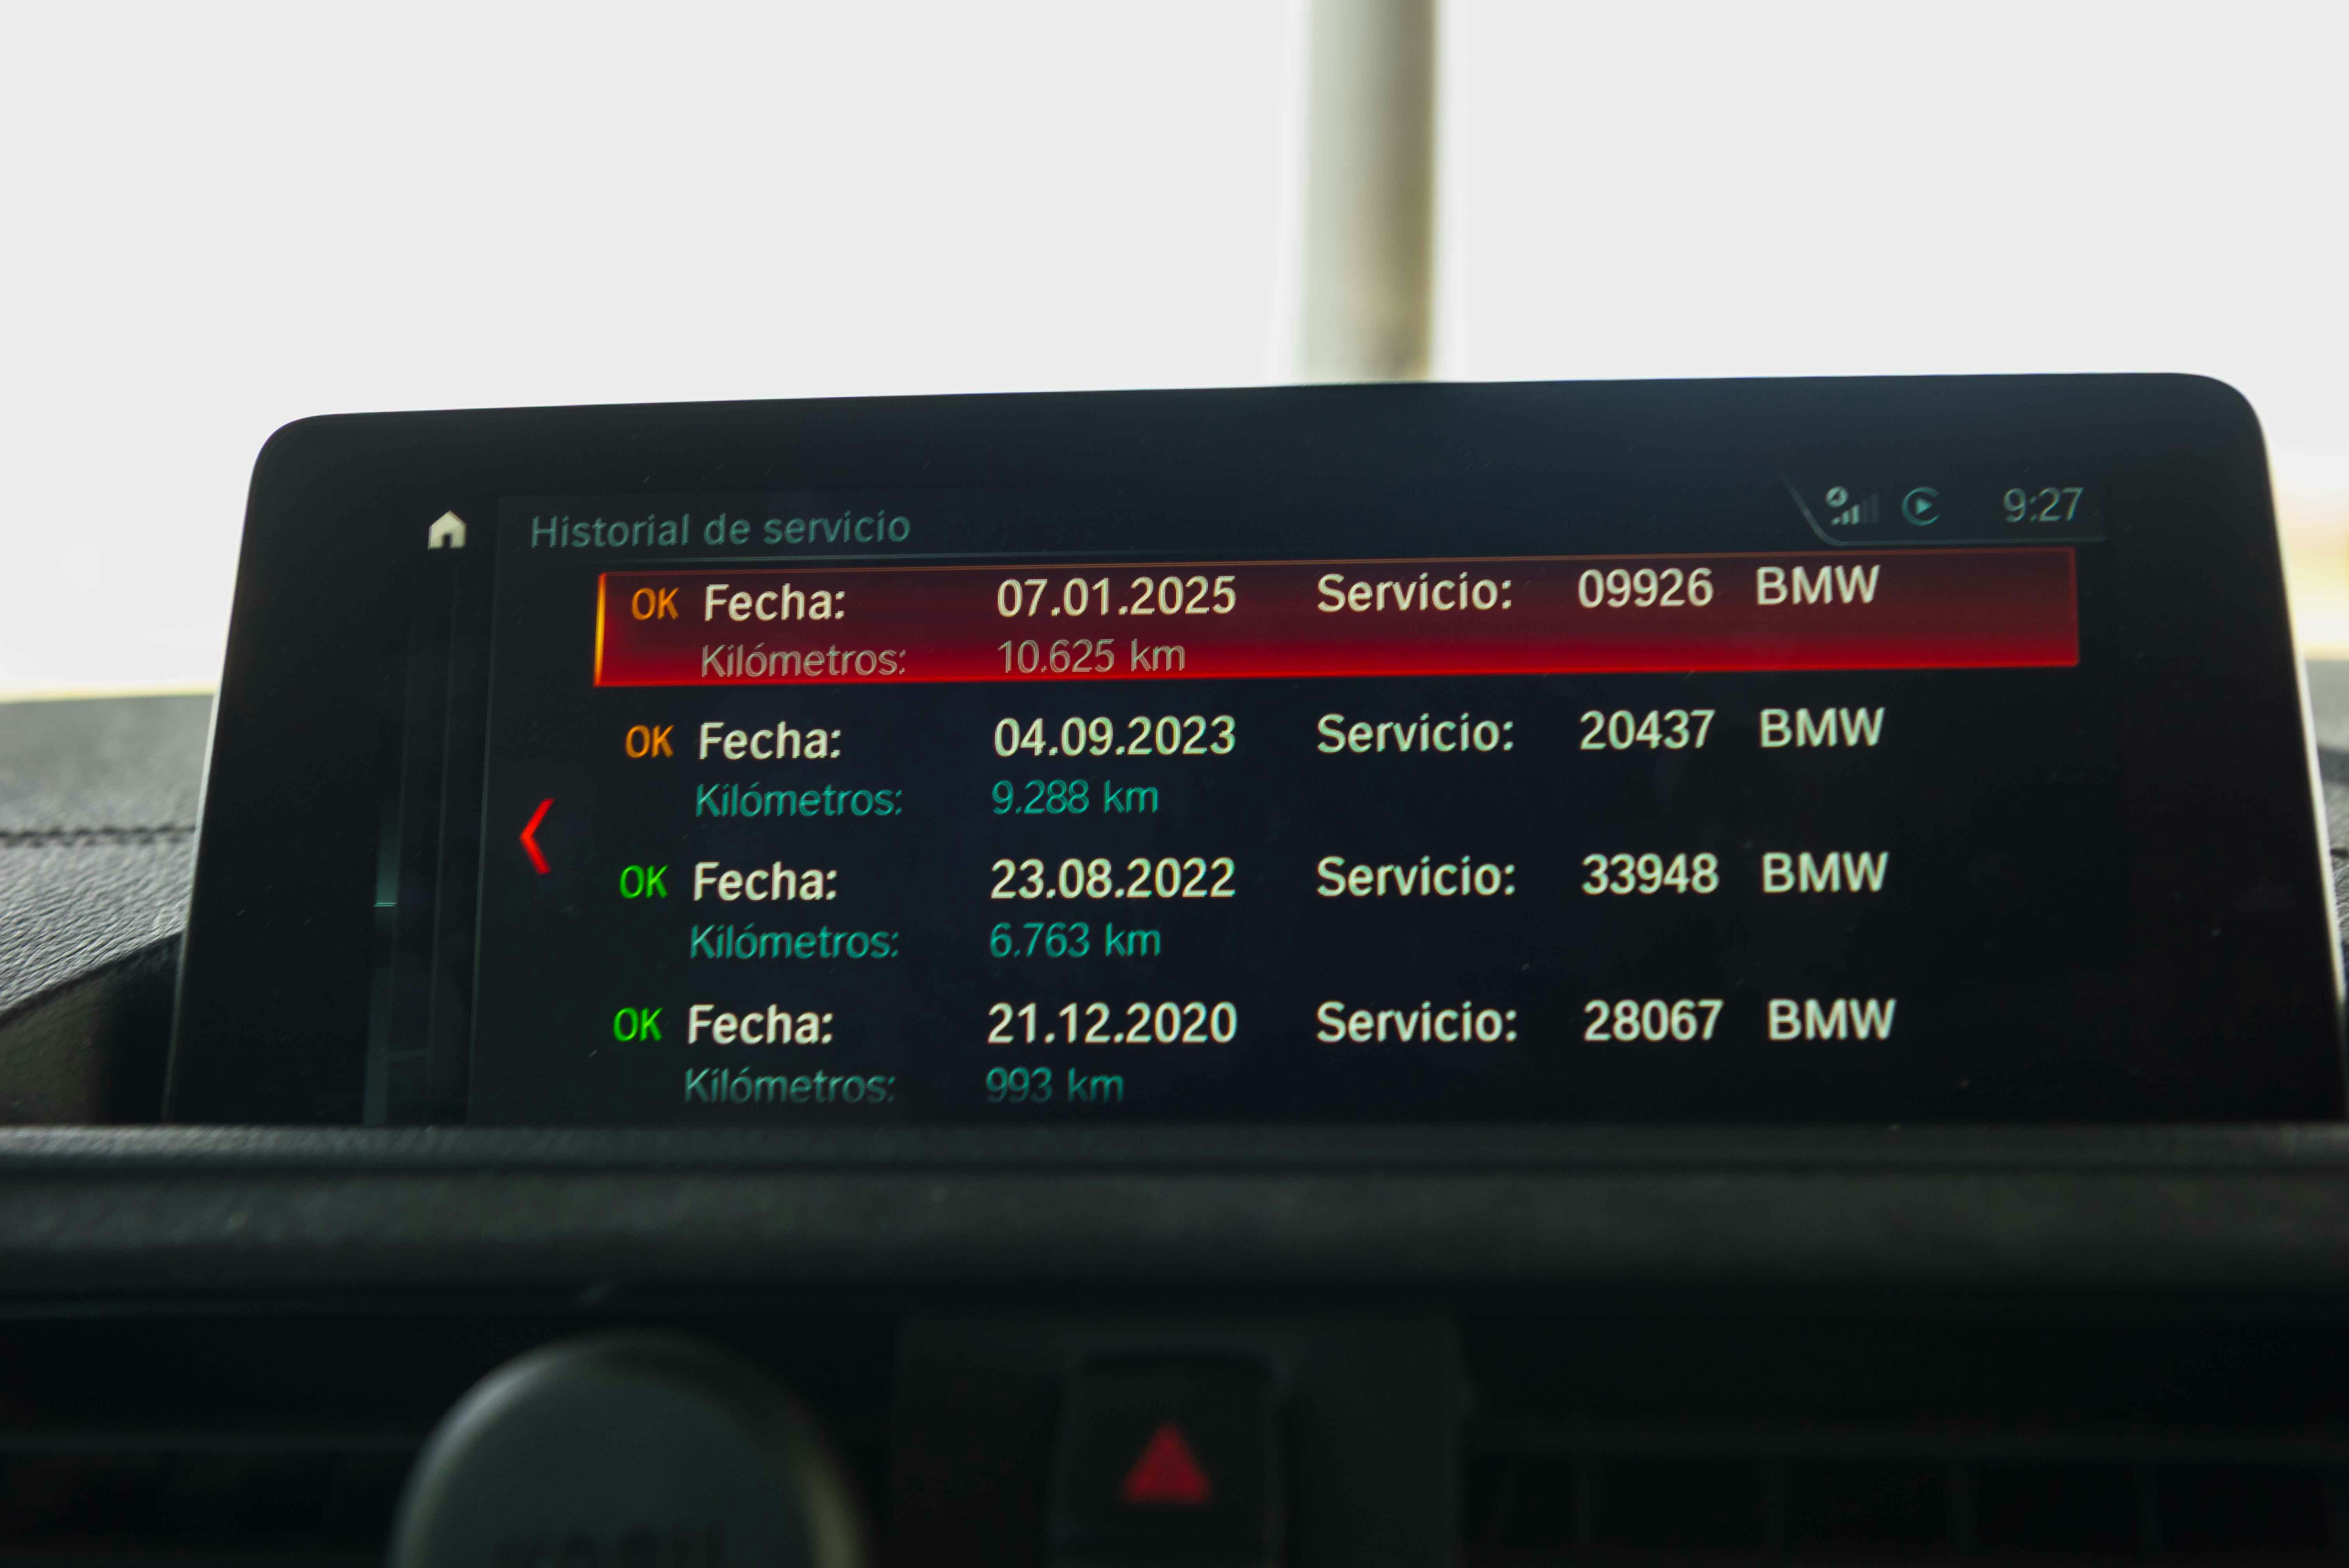 Historial de servicio 9:27
OK Fecha: 07.01.2025 Servicio: 09926 BMW
Kilómetros: 10.625 km
OK Fecha: 04.09.2023 Servicio: 20437 BMW
Kilómetros: 9.288 km
OK Fecha: 23.08.2022 Servicio: 33948 BMW
Kilómetros: 6.763 km
OK Fecha: 21.12.2020 Servicio: 28067 BMW
Kilómetros: 993 km